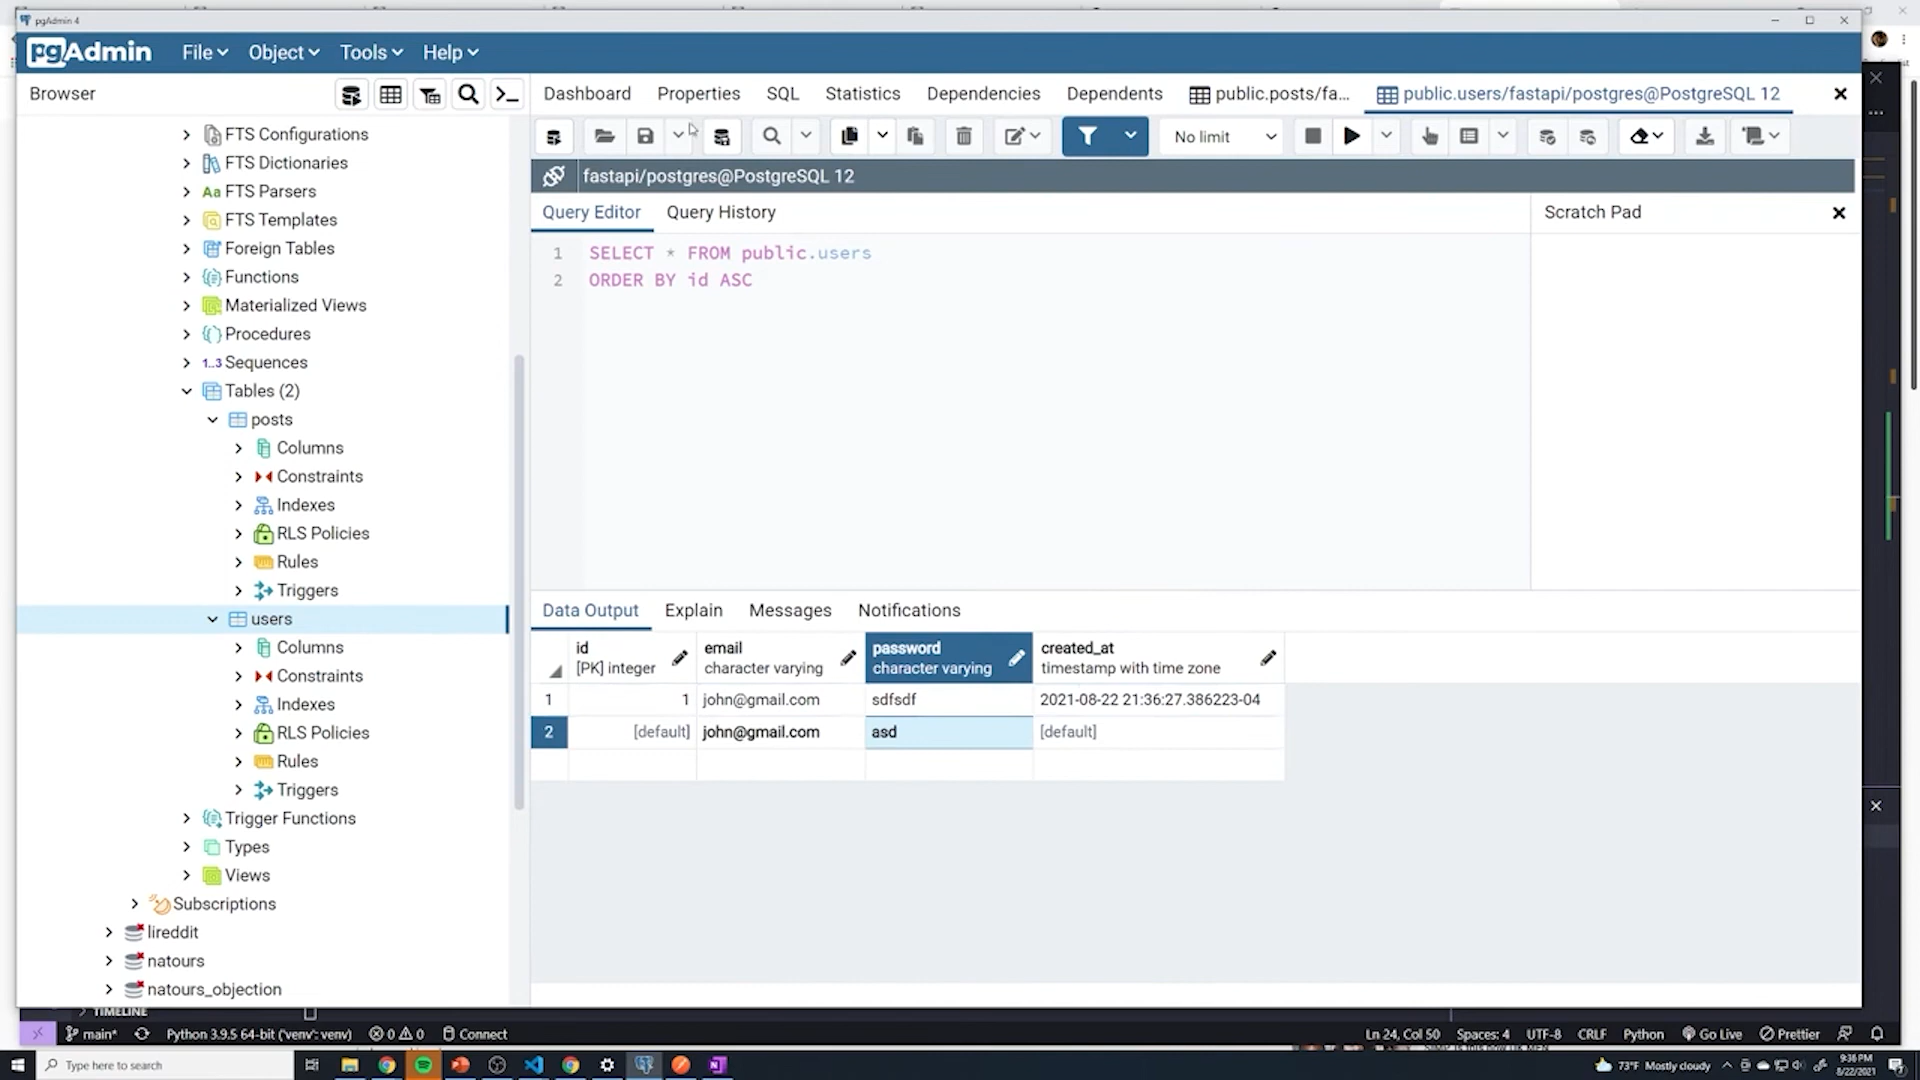 pgAdmin 4
pgAdmin File Object Tools Help
Browser
Dashboard Properties SQL Statistics Dependencies Dependents public.posts/fa... public.users/fastapi/postgres@PostgreSQL 12
No limit
fastapi/postgres@PostgreSQL 12
Query Editor Query History
Scratch Pad
1 SELECT * FROM public.users
2 ORDER BY id ASC
FTS Configurations
FTS Dictionaries
Aa FTS Parsers
FTS Templates
Foreign Tables
Functions
Materialized Views
Procedures
1..3 Sequences
Tables (2)
posts
Columns
Constraints
Indexes
RLS Policies
Rules
Triggers
users
Columns
Constraints
Indexes
RLS Policies
Rules
Triggers
Trigger Functions
Types
Views
Subscriptions
lireddit
natours
natours_objection
Data Output Explain Messages Notifications
id email password created_at
[PK] integer character varying character varying timestamp with time zone
1 1 john@gmail.com sdfsdf 2021-08-22 21:36:27.386223-04
2 [default] john@gmail.com asd [default]
TIMELINE
main* Python 3.9.5 64-bit ('venv': venv) 0 0 Connect Ln 24, Col 50 Spaces: 4 UTF-8 CRLF Python Go Live Prettier
Type here to search
73°F Mostly cloudy
9:36 PM
8/22/2021